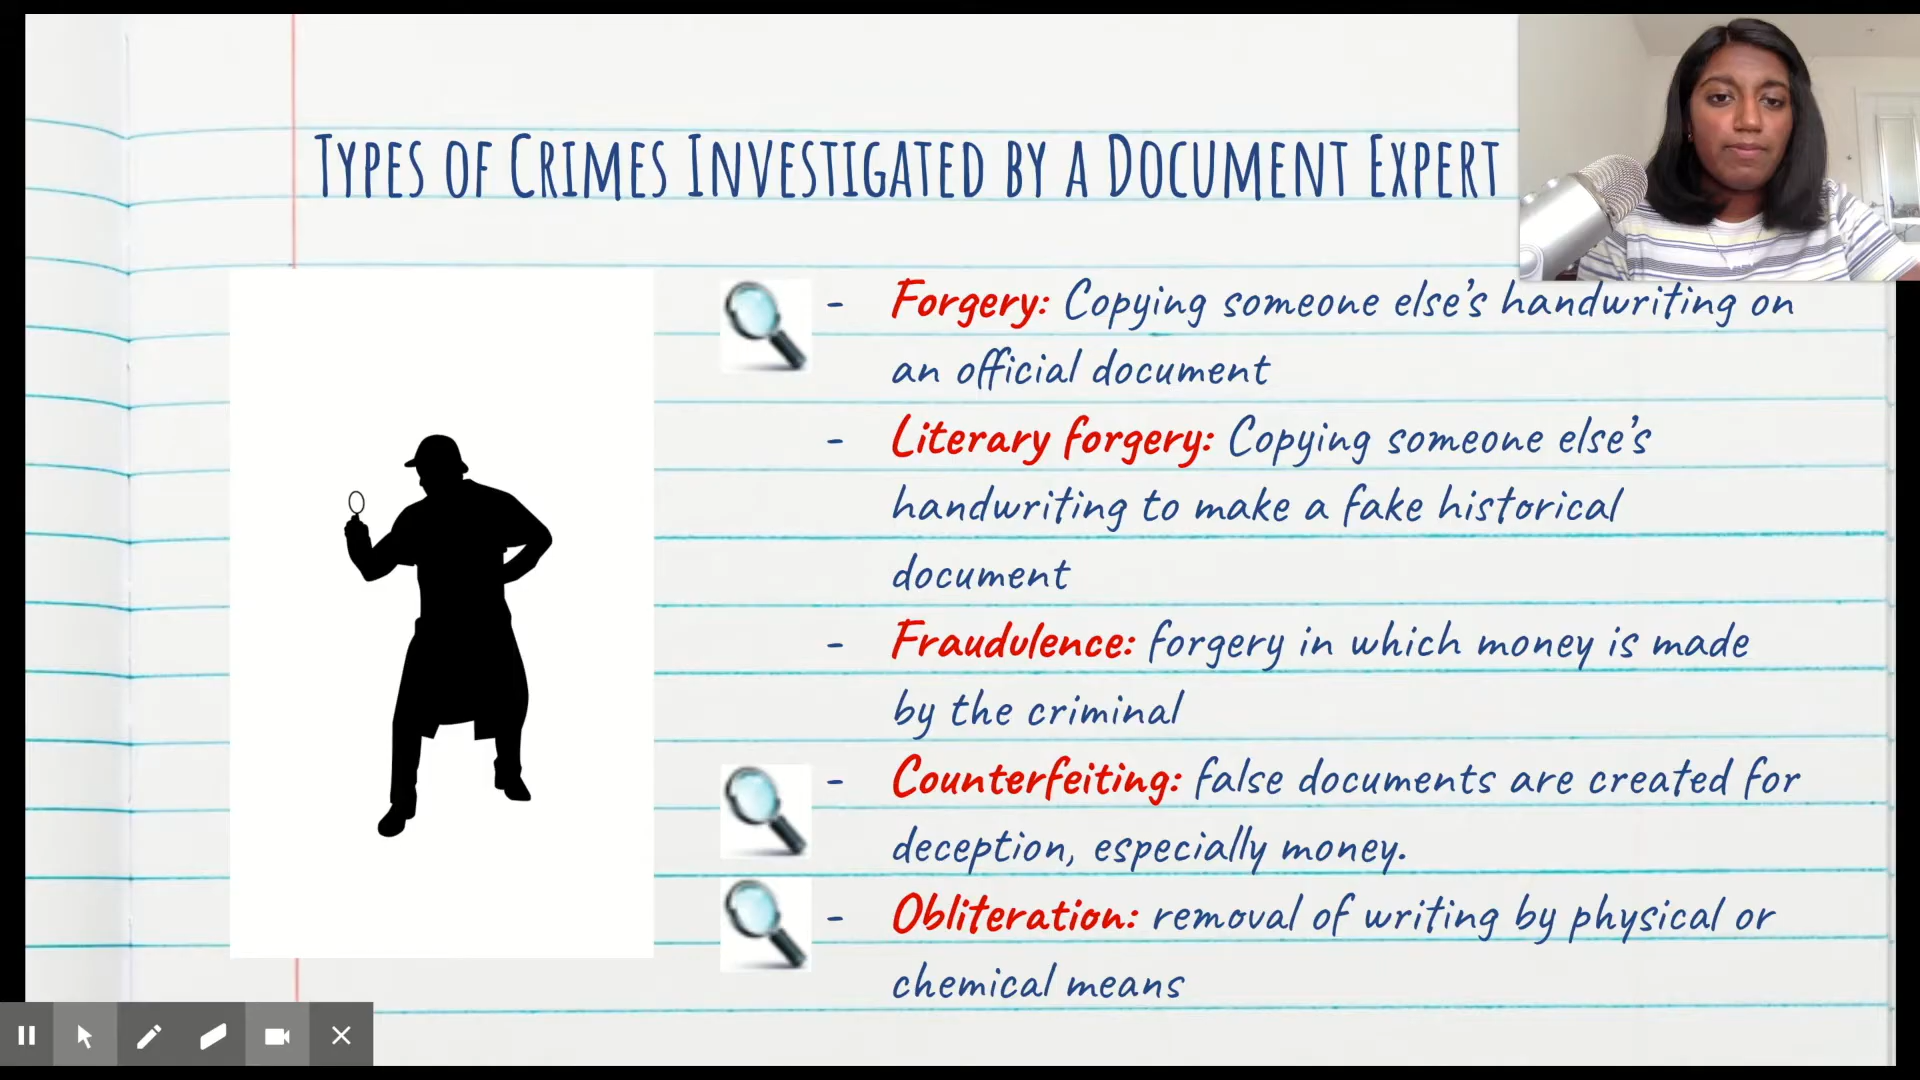 Types of Crimes Investigated by a Document Expert
- Forgery: Copying someone else's handwriting on
an official document
- Literary forgery: Copying someone else's
handwriting to make a fake historical
document
- Fraudulence: forgery in which money is made
by the criminal
- Counterfeiting: false documents are created for
deception, especially money.
- Obliteration: removal of writing by physical or
chemical means